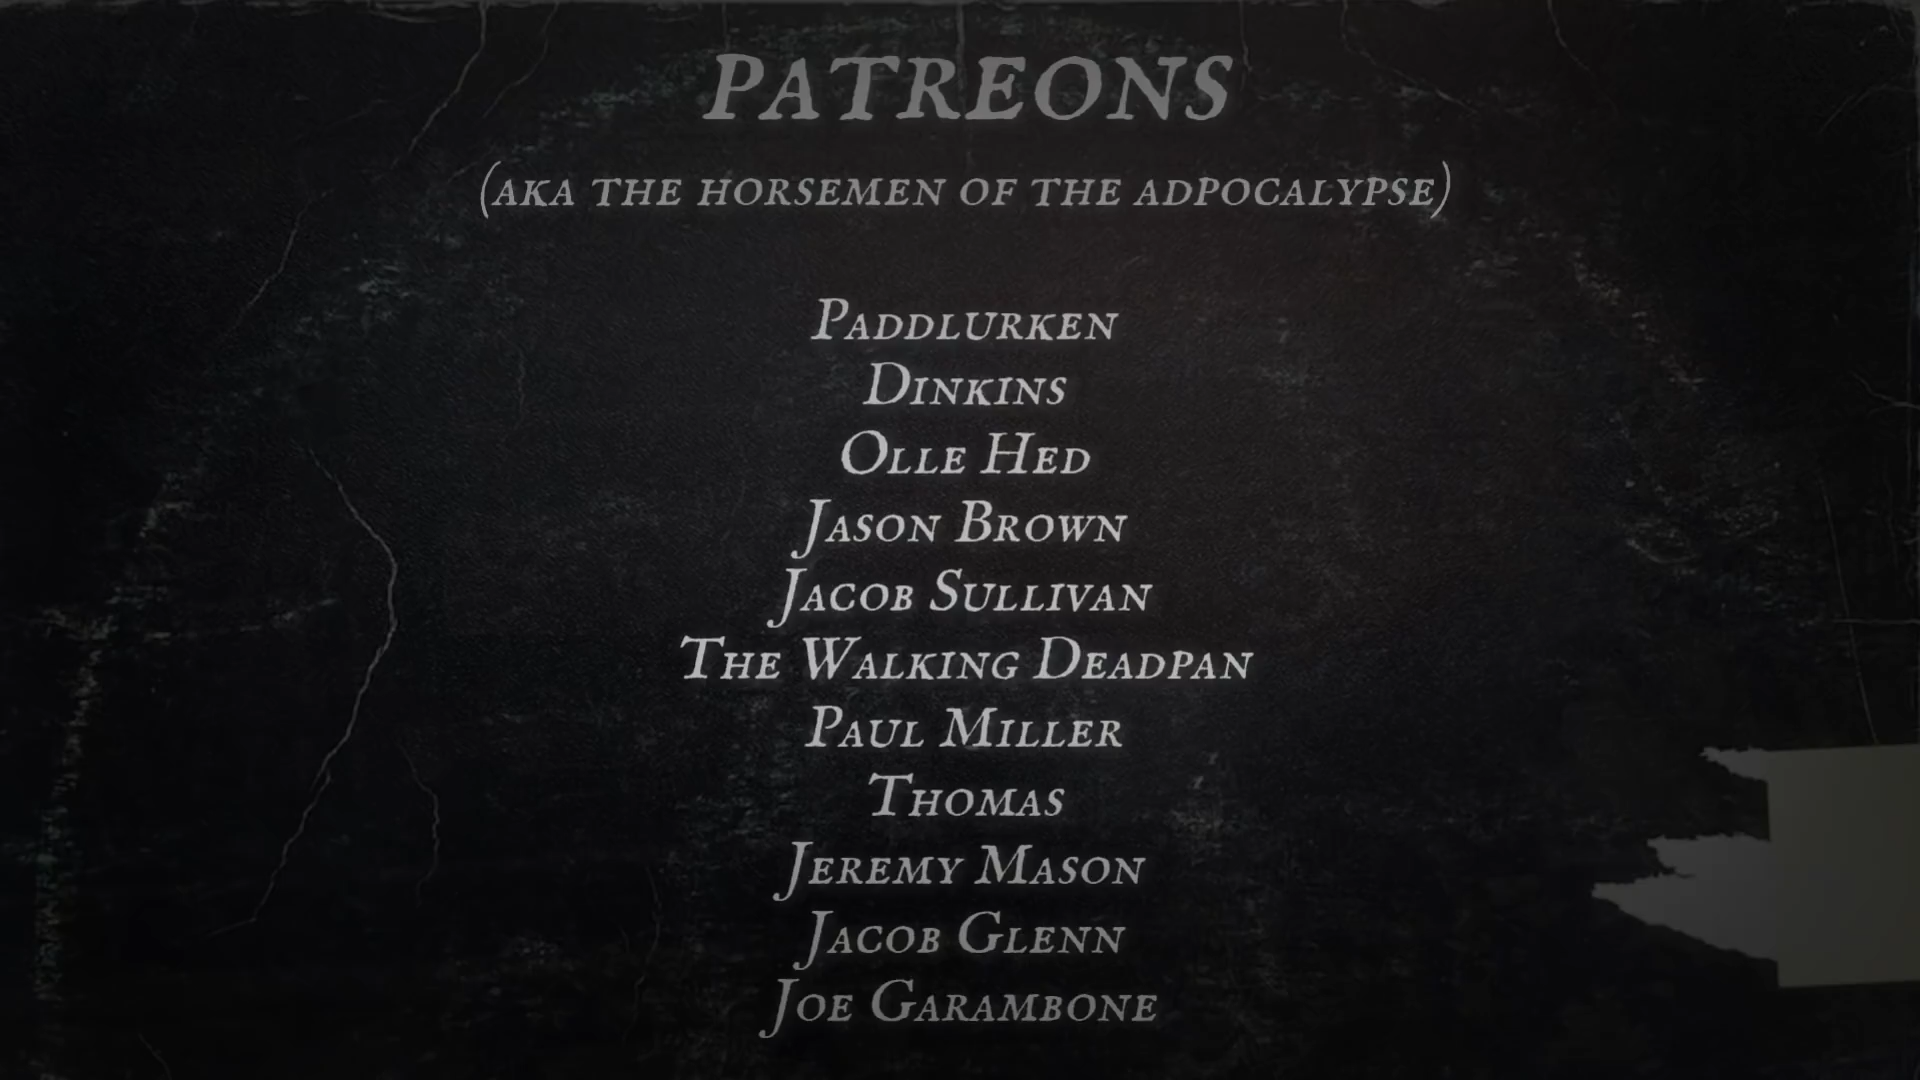 PATREONS
(AKA THE HORSEMEN OF THE ADPOCALYPSE)
PADDLURKEN
DINKINS
OLLE HED
JASON BROWN
JACOB SULLIVAN
THE WALKING DEADPAN
PAUL MILLER
THOMAS
JEREMY MASON
JACOB GLENN
JOE GARAMBONE